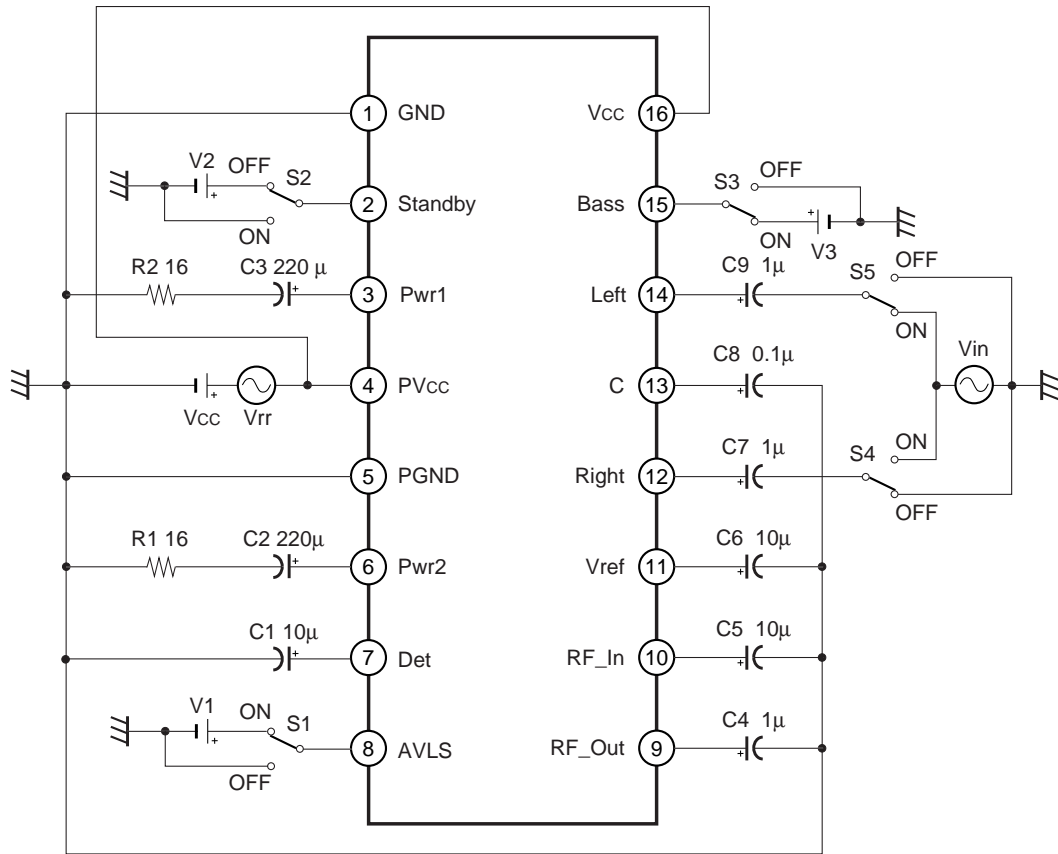 1 GND
VCC 16
V2 OFF S2
+
ON
2 Standby
Bass 15
S3 OFF
ON + V3
R2 16 C3 220 μ
+
3 Pwr1
Left 14
C9 1μ
+
S5 OFF
ON
VCC + Vrr
4 PVCC
C 13
C8 0.1μ
+
Vin
5 PGND
Right 12
C7 1μ
+
S4 ON
OFF
R1 16 C2 220μ
+
6 Pwr2
Vref 11
C6 10μ
+
C1 10μ
+
7 Det
RF_In 10
C5 10μ
+
V1 ON S1
+
OFF
8 AVLS
RF_Out 9
C4 1μ
+